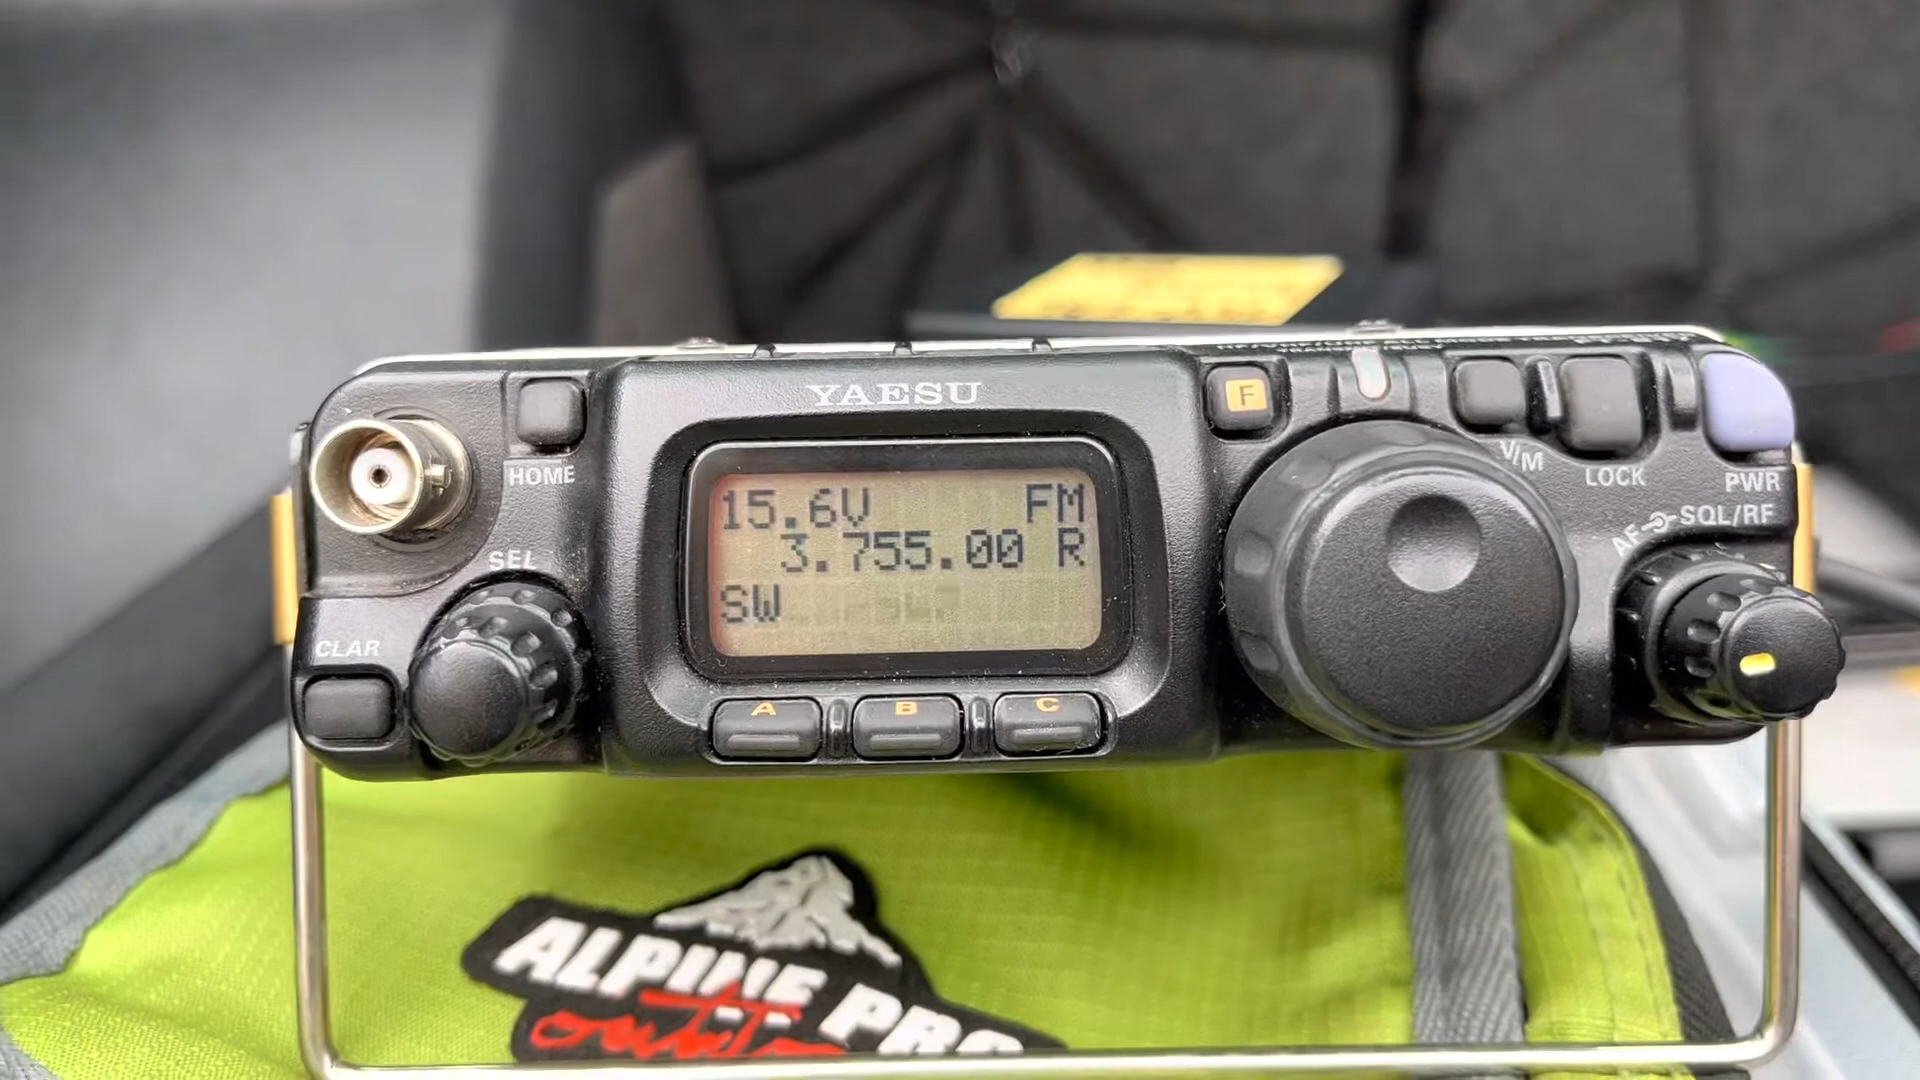 YAESU
F
HOME
V/M
LOCK
PWR
15.6V FM
3.755.00 R
SW
AF SQL/RF
SEL
CLAR
A B C
ALPINE PRO